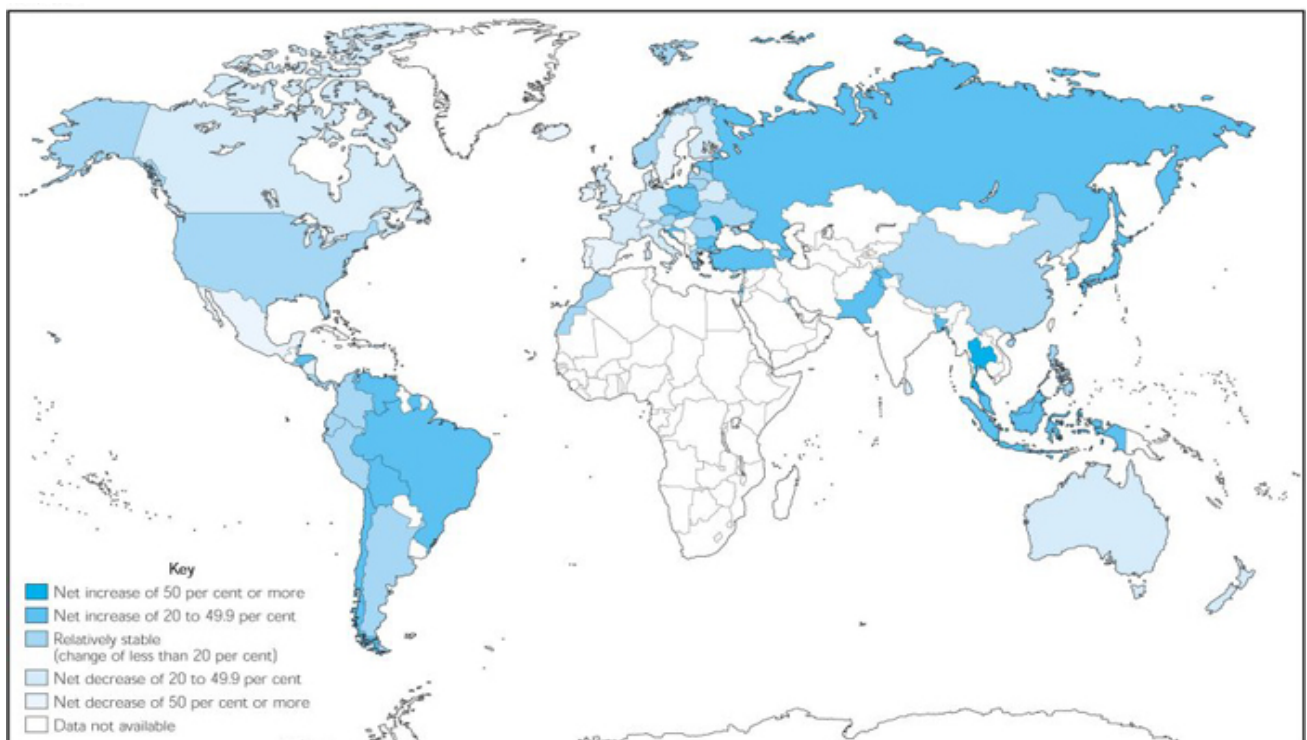 Key
Net increase of 50 per cent or more
Net increase of 20 to 49.9 per cent
Relatively stable
(change of less than 20 per cent)
Net decrease of 20 to 49.9 per cent
Net decrease of 50 per cent or more
Data not available